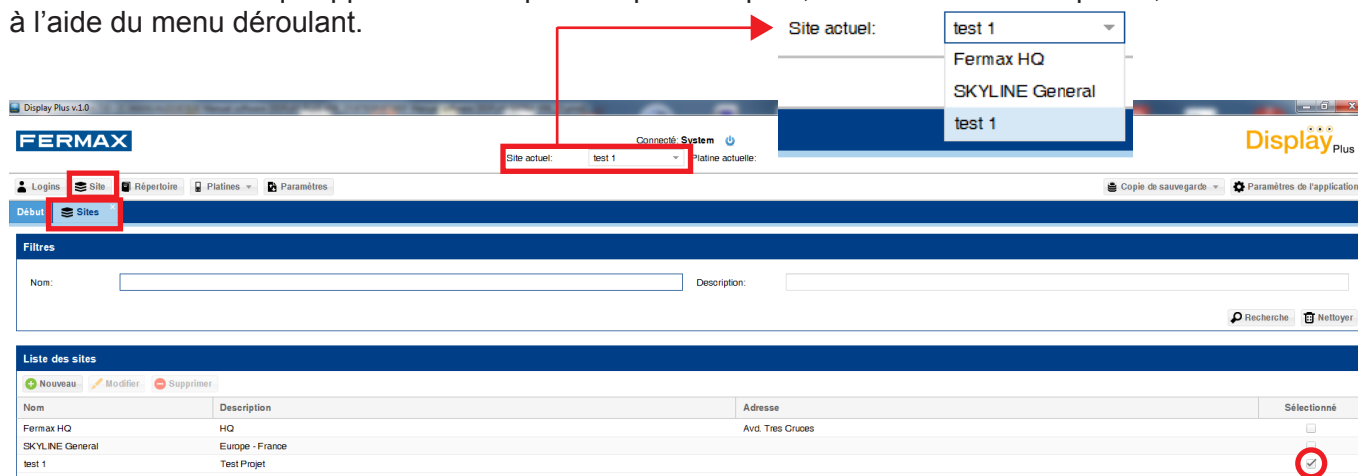 à l'aide du menu déroulant.
Site actuel: test 1
Fermax HQ
SKYLINE General
test 1
Display Plus v.1.0
FERMAX
Connecté: System
Display Plus
Site actuel: test 1 Platine actuelle:
Logins Site Répertoire Platines Paramètres Copie de sauvegarde Paramètres de l'application
Début Sites
Filtres
Nom: Description:
Recherche Nettoyer
Liste des sites
Nouveau Modifier Supprimer
Nom Description Adresse Sélectionné
Fermax HQ HQ Avd. Tres Cruces
SKYLINE General Europe - France
test 1 Test Projet